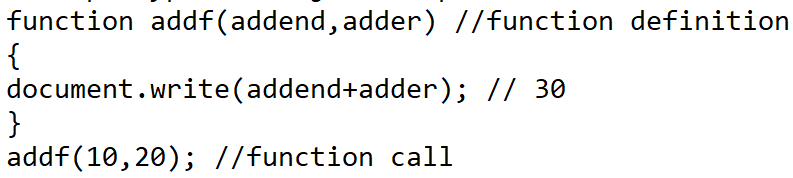 function addf(addend,adder) //function definition
{
document.write(addend+adder); // 30
}
addf(10,20); //function call